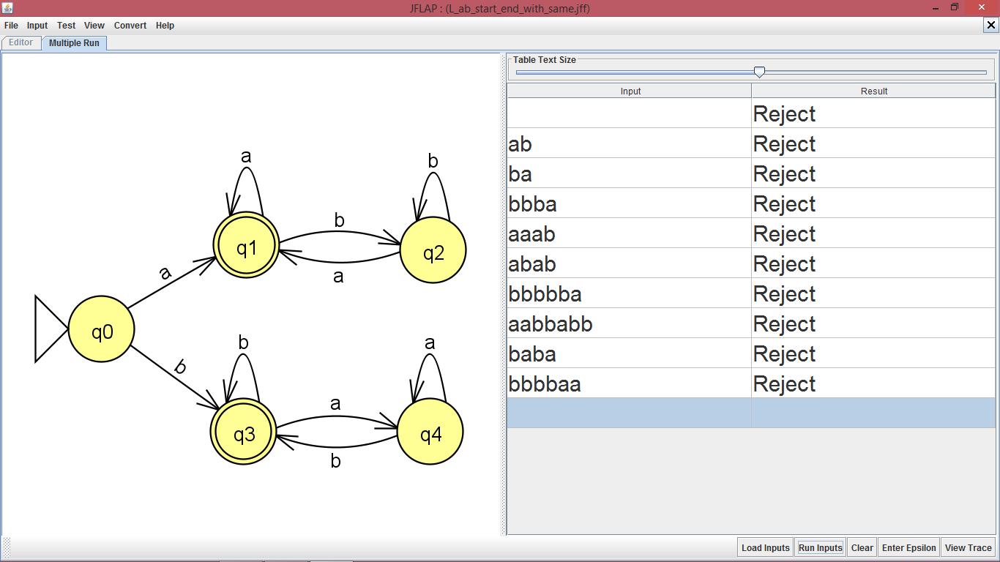 JFLAP : (L_ab_start_end_with_same.jff)
File Input Test View Convert Help
Editor Multiple Run
Table Text Size
Input Result
Reject
ab Reject
ba Reject
bbba Reject
aaab Reject
abab Reject
bbbbba Reject
aabbabb Reject
baba Reject
bbbbaa Reject
a b
b
q1 q2
a
a
q0
b a
b
a
q3 q4
b
Load Inputs Run Inputs Clear Enter Epsilon View Trace